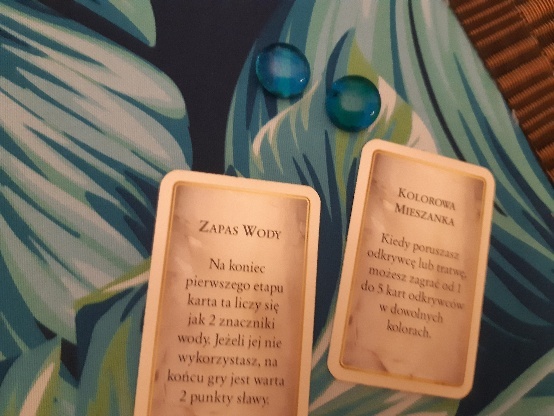 Zapas Wody
Na koniec
pierwszego etapu
karta ta liczy się
jak 2 znaczniki
wody. Jeżeli jej nie
wykorzystasz, na
końcu gry jest warta
2 punkty sławy.
Kolorowa
Mieszanka
Kiedy poruszasz
odkrywcę lub tratwę,
możesz zagrać od 1
do 5 kart odkrywców
w dowolnych
kolorach.